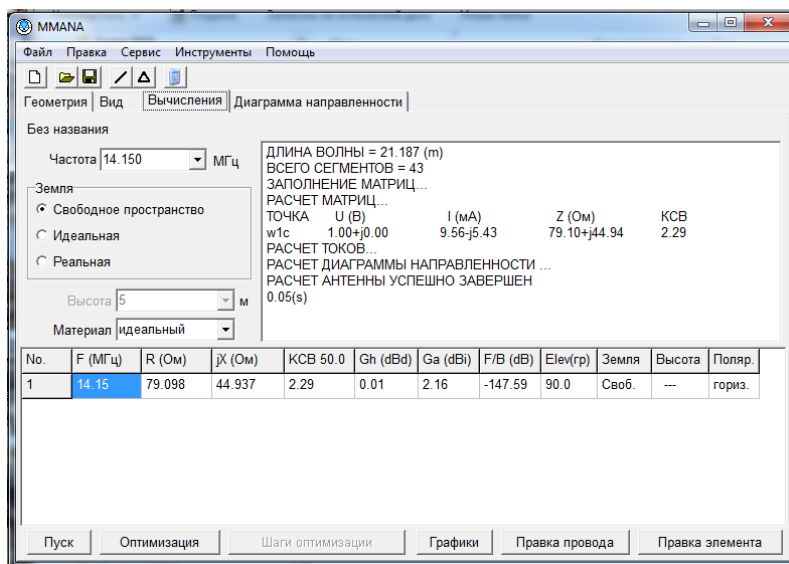 MMANA
Файл Правка Сервис Инструменты Помощь
Геометрия Вид Вычисления Диаграмма направленности
Без названия
Частота 14.150 МГц
Земля
Свободное пространство
Идеальная
Реальная
Высота 5 м
Материал идеальный
ДЛИНА ВОЛНЫ = 21.187 (m)
ВСЕГО СЕГМЕНТОВ = 43
ЗАПОЛНЕНИЕ МАТРИЦ...
РАСЧЕТ МАТРИЦ...
ТОЧКА U (В) I (мА) Z (Ом) КСВ
w1c 1.00+j0.00 9.56-j5.43 79.10+j44.94 2.29
РАСЧЕТ ТОКОВ...
РАСЧЕТ ДИАГРАММЫ НАПРАВЛЕННОСТИ ...
РАСЧЕТ АНТЕННЫ УСПЕШНО ЗАВЕРШЕН
0.05(s)
No. F (МГц) R (Ом) jX (Ом) КСВ 50.0 Gh (dBd) Ga (dBi) F/B (dB) Elev(гр) Земля Высота Поляр.
1 14.15 79.098 44.937 2.29 0.01 2.16 -147.59 90.0 Своб. --- гориз.
Пуск Оптимизация Шаги оптимизации Графики Правка провода Правка элемента